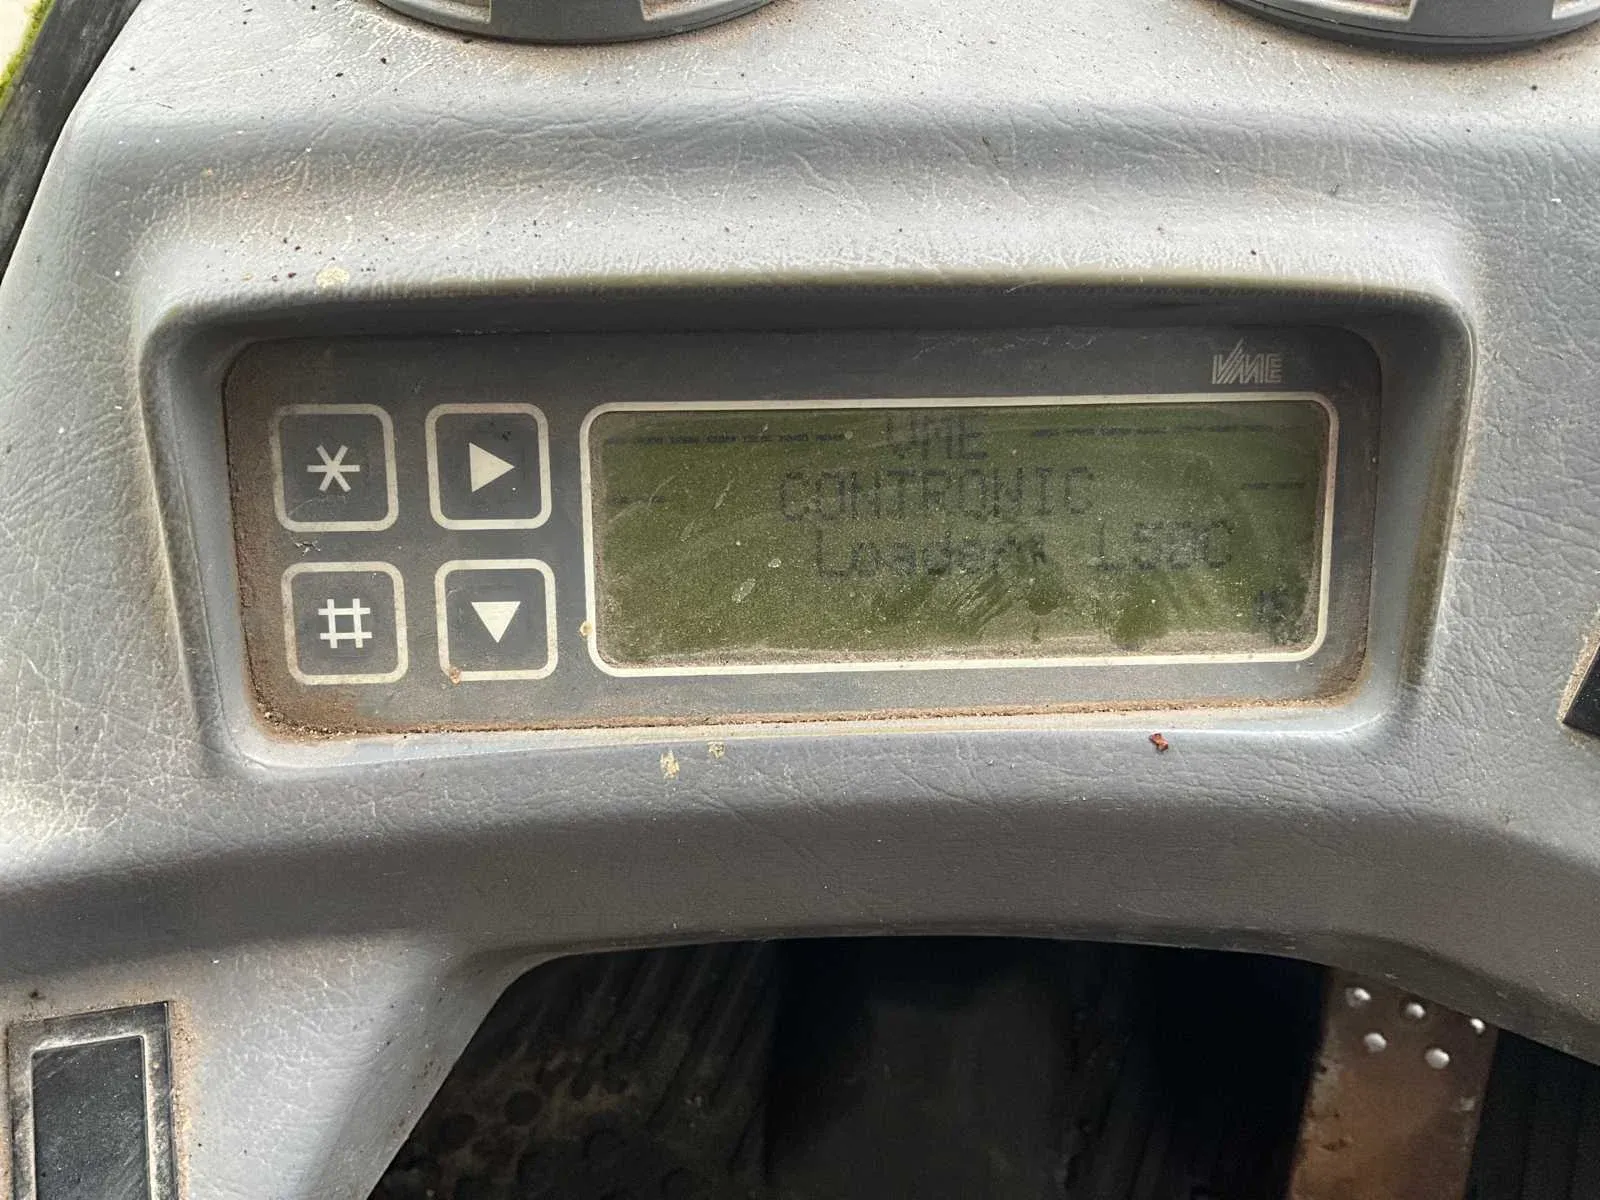 VME
VME
CONTRONIC
Loader:
*
#